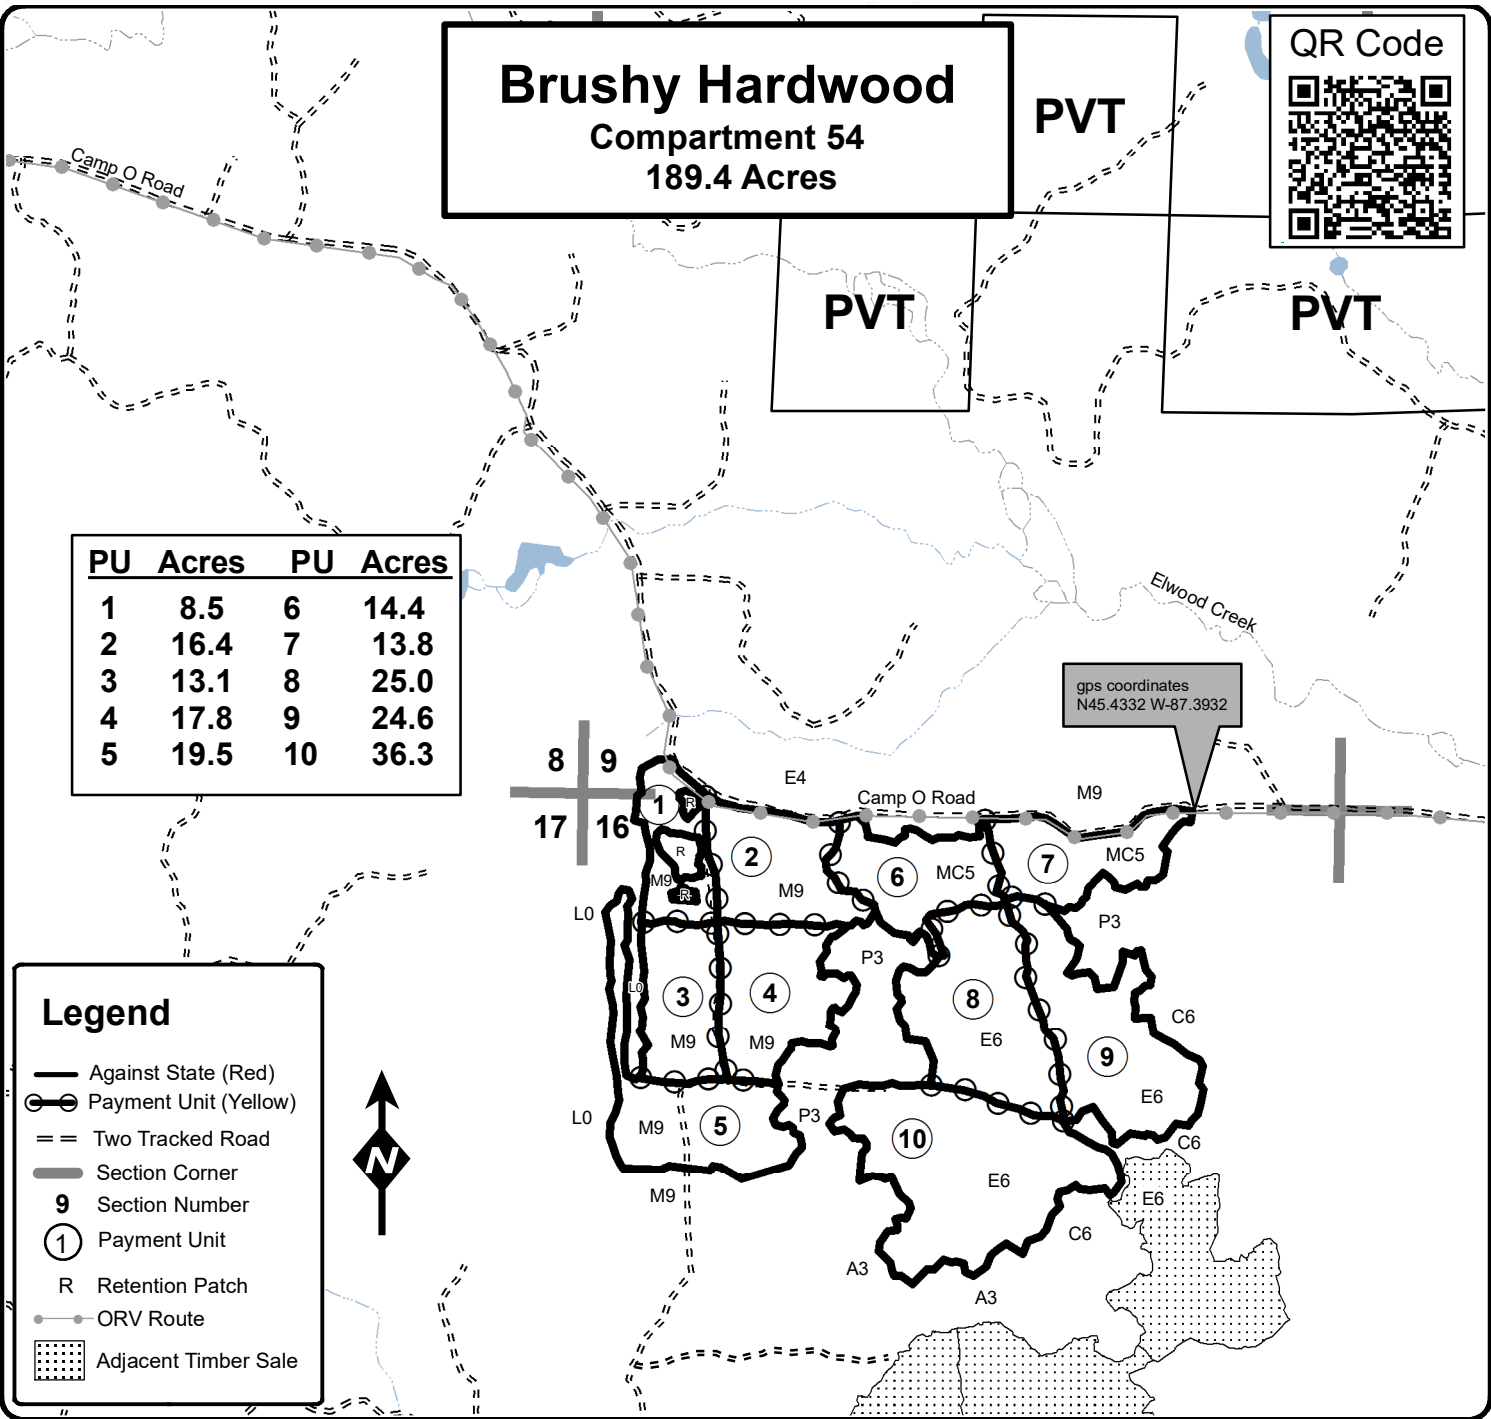 Brushy Hardwood
Compartment 54
189.4 Acres
QR Code
PVT
PVT
PVT
Camp O Road
PU Acres PU Acres
1 8.5 6 14.4
2 16.4 7 13.8
3 13.1 8 25.0
4 17.8 9 24.6
5 19.5 10 36.3
Elwood Creek
gps coordinates
N45.4332 W-87.3932
8 9
17 16
E4
Camp O Road
M9
1
R
R
M9
R
2
M9
6
MC5
7
MC5
L0
P3
P3
L0
3
M9
4
M9
8
E6
C6
9
E6
L0
M9
5
P3
10
E6
C6
M9
E6
C6
A3
A3
Legend
Against State (Red)
Payment Unit (Yellow)
Two Tracked Road
Section Corner
9 Section Number
1 Payment Unit
R Retention Patch
ORV Route
Adjacent Timber Sale
N